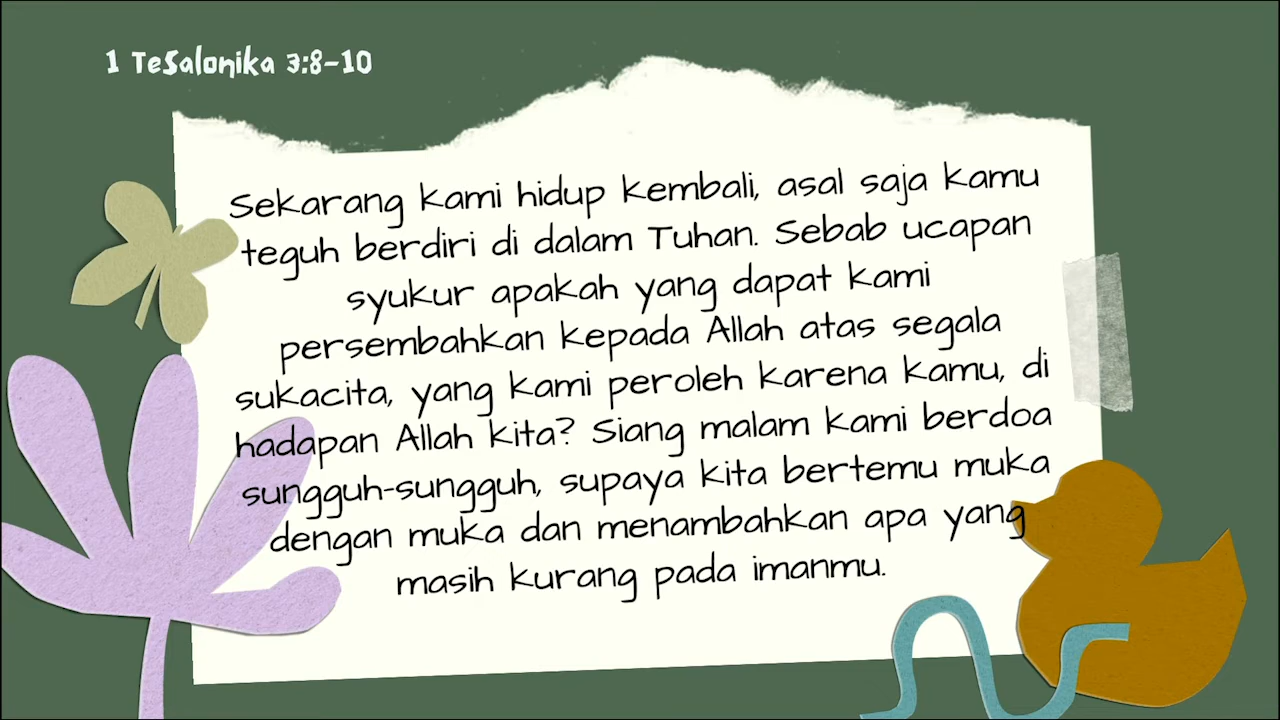 1 TeSalonika 3:8-10
Sekarang kami hidup kembali, asal saja kamu
teguh berdiri di dalam Tuhan. Sebab ucapan
syukur apakah yang dapat kami
persembahkan kepada Allah atas segala
sukacita, yang kami peroleh karena kamu, di
hadapan Allah kita? Siang malam kami berdoa
sungguh-sungguh, supaya kita bertemu muka
dengan muka dan menambahkan apa yang
masih kurang pada imanmu.